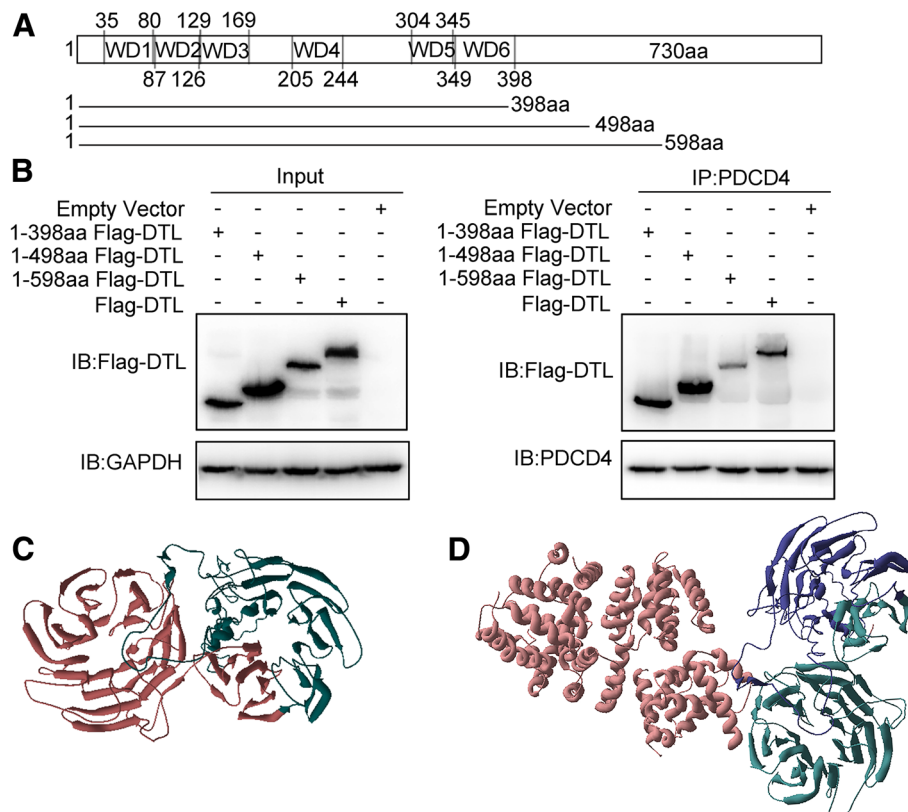 A
35 80 129 169 304 345
1 WD1 WD2 WD3 WD4 WD5 WD6 730aa
87 126 205 244 349 398
1 398aa
1 498aa
1 598aa
B
Input
Empty Vector - - - - +
1-398aa Flag-DTL + - - - -
1-498aa Flag-DTL - + - - -
1-598aa Flag-DTL - - + - -
Flag-DTL - - - + -
IB:Flag-DTL
IB:GAPDH
IP:PDCD4
Empty Vector - - - - +
1-398aa Flag-DTL + - - - -
1-498aa Flag-DTL - + - - -
1-598aa Flag-DTL - - + - -
Flag-DTL - - - + -
IB:Flag-DTL
IB:PDCD4
C
D